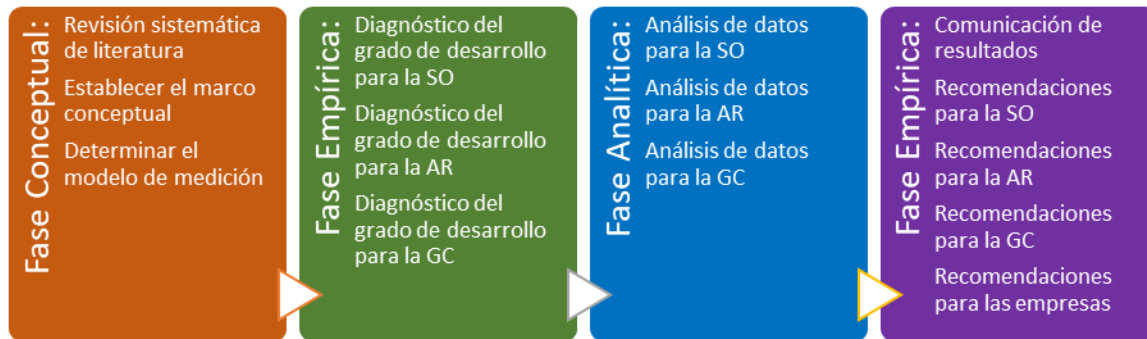 Fase Conceptual:
Revisión sistemática
de literatura
Establecer el marco
conceptual
Determinar el
modelo de medición
Fase Empírica:
Diagnóstico del
grado de desarrollo
para la SO
Diagnóstico del
grado de desarrollo
para la AR
Diagnóstico del
grado de desarrollo
para la GC
Fase Analítica:
Análisis de datos
para la SO
Análisis de datos
para la AR
Análisis de datos
para la GC
Fase Empírica:
Comunicación de
resultados
Recomendaciones
para la SO
Recomendaciones
para la AR
Recomendaciones
para la GC
Recomendaciones
para las empresas